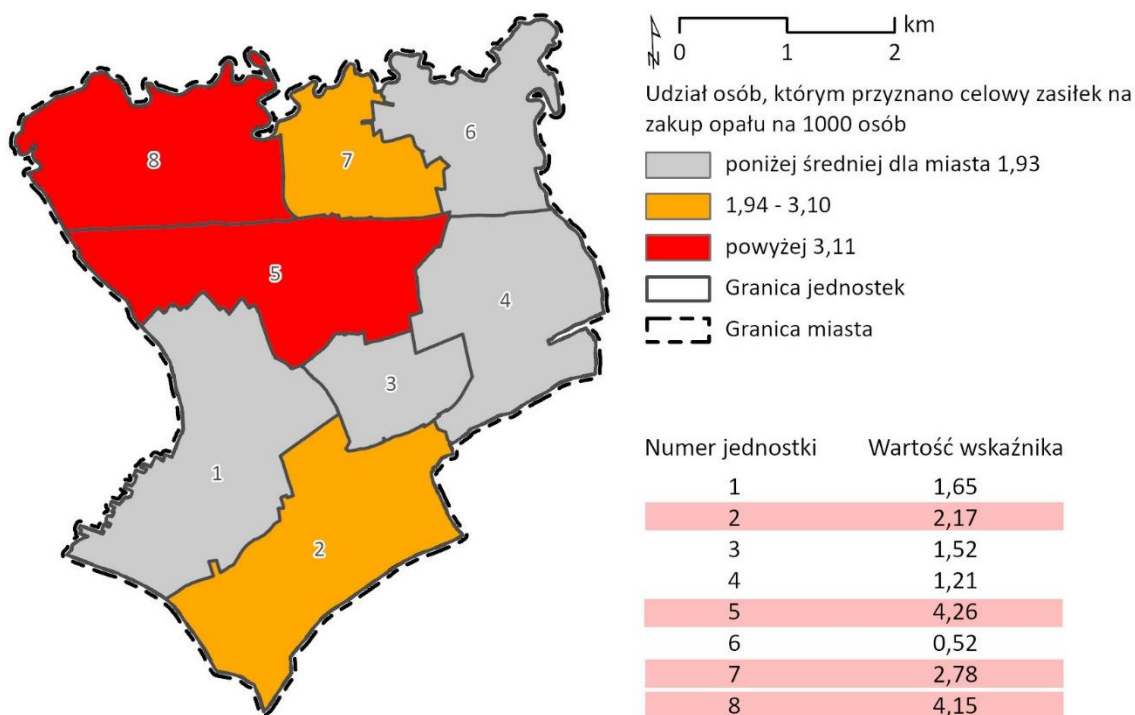 km
0 1 2
N
Udział osób, którym przyznano celowy zasiłek na
zakup opału na 1000 osób
poniżej średniej dla miasta 1,93
1,94 - 3,10
powyżej 3,11
Granica jednostek
Granica miasta
8
7
6
5
4
3
1
2
Numer jednostki Wartość wskaźnika
1 1,65
2 2,17
3 1,52
4 1,21
5 4,26
6 0,52
7 2,78
8 4,15